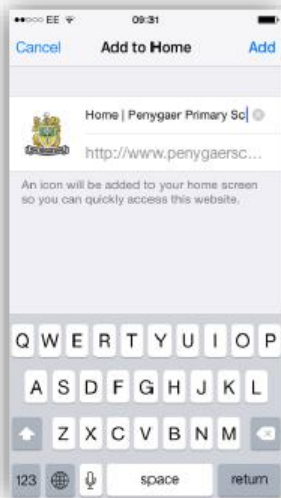 EE 09:31
Cancel Add to Home Add
Home | Penygaer Primary Sc
http://www.penygaersc...
An icon will be added to your home screen
so you can quickly access this website.
Q W E R T Y U I O P
A S D F G H J K L
Z X C V B N M
123 space return